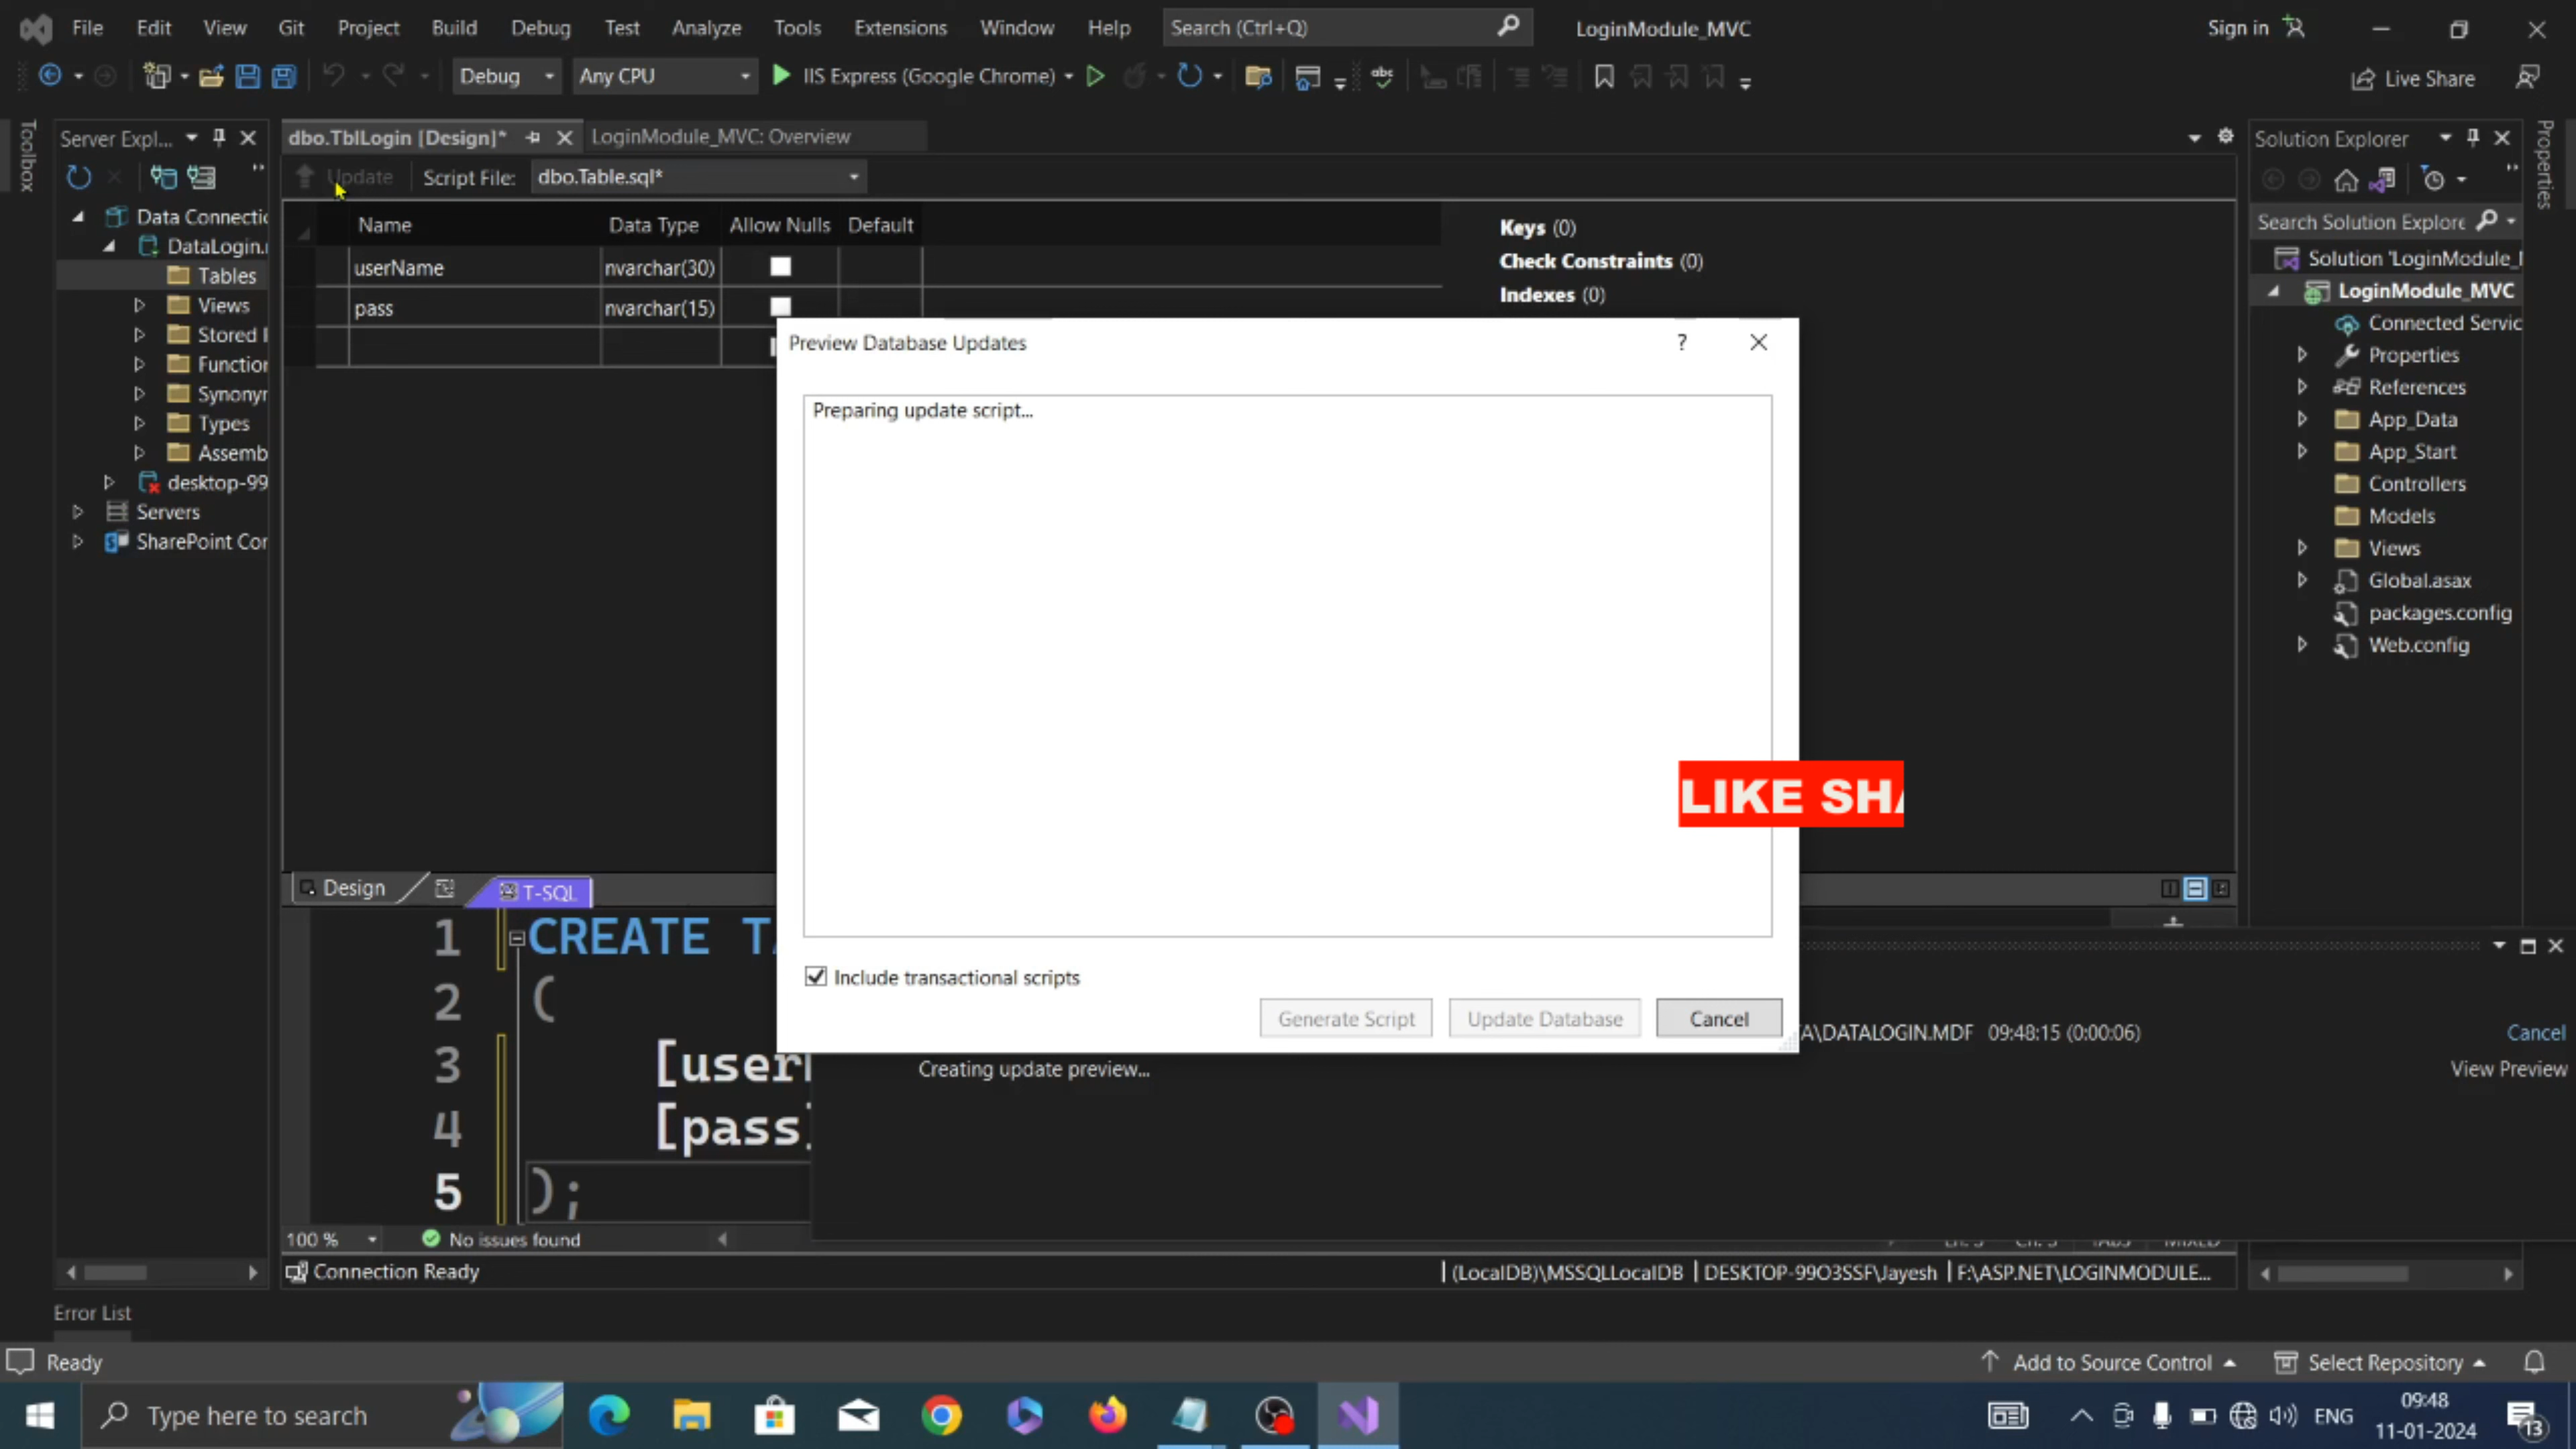 File Edit View Git Project Build Debug Test Analyze Tools Extensions Window Help Search (Ctrl+Q) LoginModule_MVC Sign in
Debug Any CPU IIS Express (Google Chrome) Live Share
Toolbox
Server Expl...
dbo.TblLogin [Design]* LoginModule_MVC: Overview
Update Script File: dbo.Table.sql*
Data Connectic
DataLogin.
Tables
Views
Stored
Function
Synonyr
Types
Assemb
desktop-99
Servers
SharePoint Cor
Name Data Type Allow Nulls Default
userName nvarchar(30)
pass nvarchar(15)
Keys (0)
Check Constraints (0)
Indexes (0)
Preview Database Updates ?
Preparing update script...
Include transactional scripts
Generate Script Update Database Cancel
LIKE SHA
Design T-SQL
1 CREATE TA
2 (
3 [user
4 [pass]
5 );
A\DATALOGIN.MDF 09:48:15 (0:00:06) Cancel
Creating update preview... View Preview
100 % No issues found
Connection Ready (LocalDB)\MSSQLLocalDB DESKTOP-99O3SSF\Jayesh F:\ASP.NET\LOGINMODULE...
Solution Explorer
Search Solution Explore
Solution 'LoginModule_
LoginModule_MVC
Connected Servic
Properties
References
App_Data
App_Start
Controllers
Models
Views
Global.asax
packages.config
Web.config
Properties
Error List
Ready Add to Source Control Select Repository
Type here to search ENG 09:48
11-01-2024
13